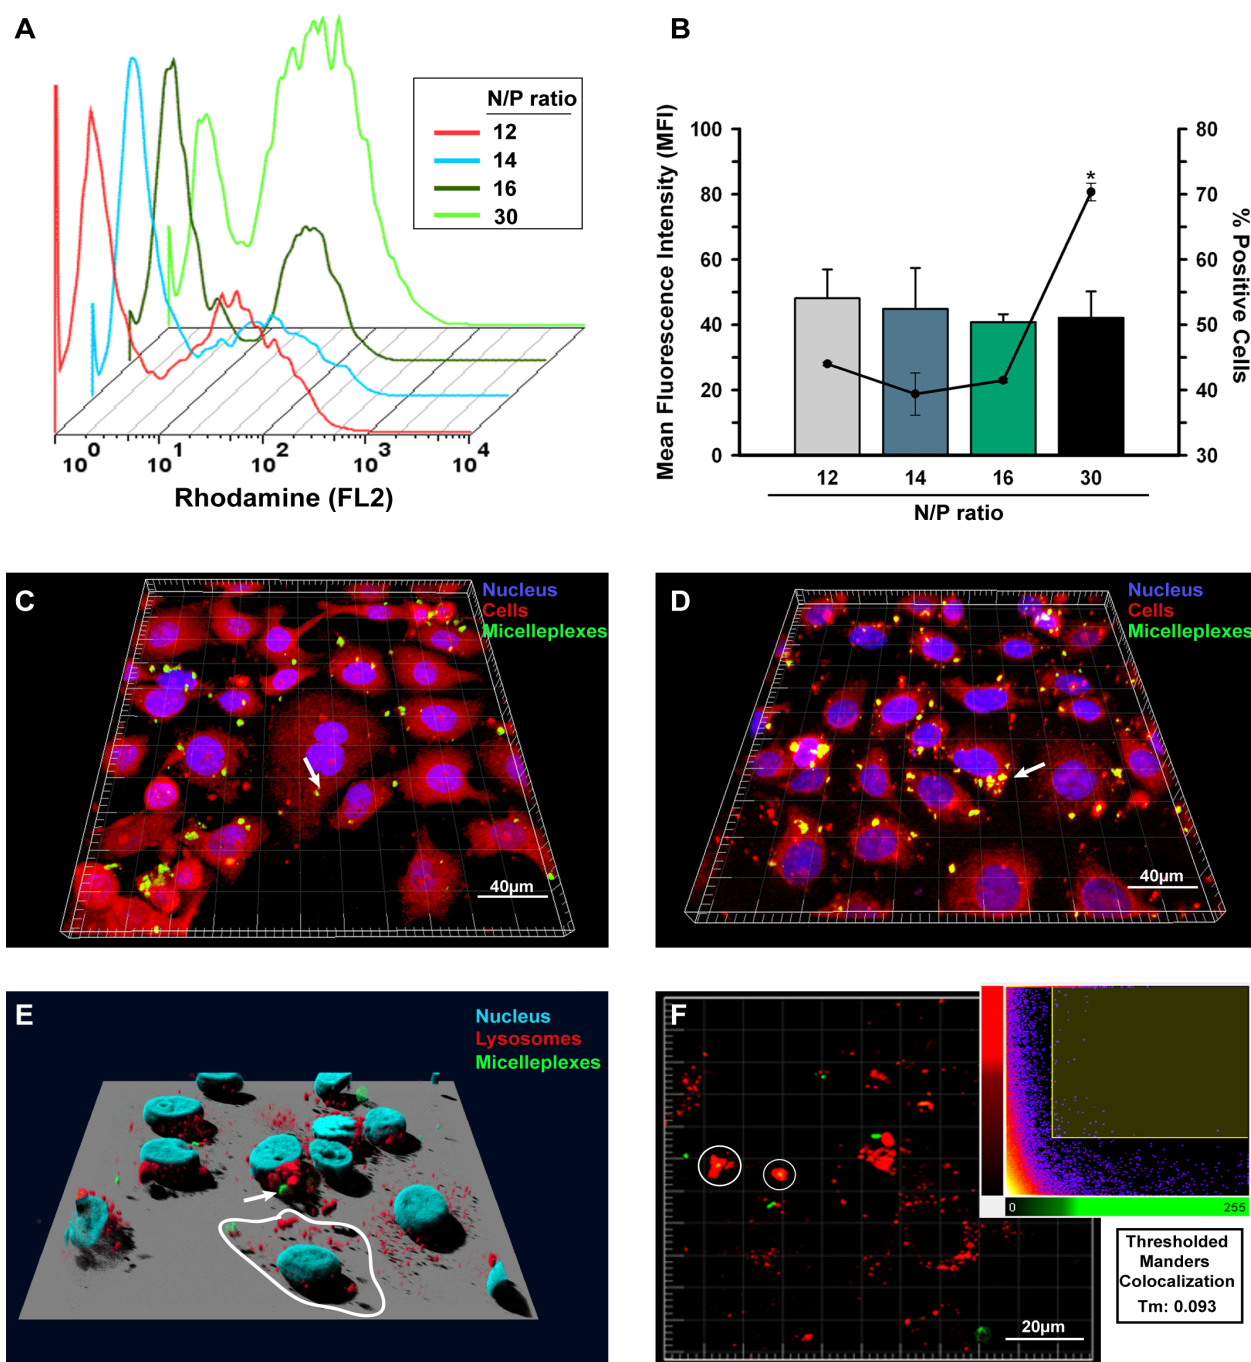 A
N/P ratio
12
14
16
30
10^0
10^1
10^2
10^3
10^4
Rhodamine (FL2)
B
Mean Fluorescence Intensity (MFI)
100
80
60
40
20
0
*
80
70
60
50
40
30
% Positive Cells
12
14
16
30
N/P ratio
C
Nucleus
Cells
Micelleplexes
40µm
D
Nucleus
Cells
Micelleplexes
40µm
E
Nucleus
Lysosomes
Micelleplexes
F
20µm
0
255
Thresholded
Manders
Colocalization
Tm: 0.093